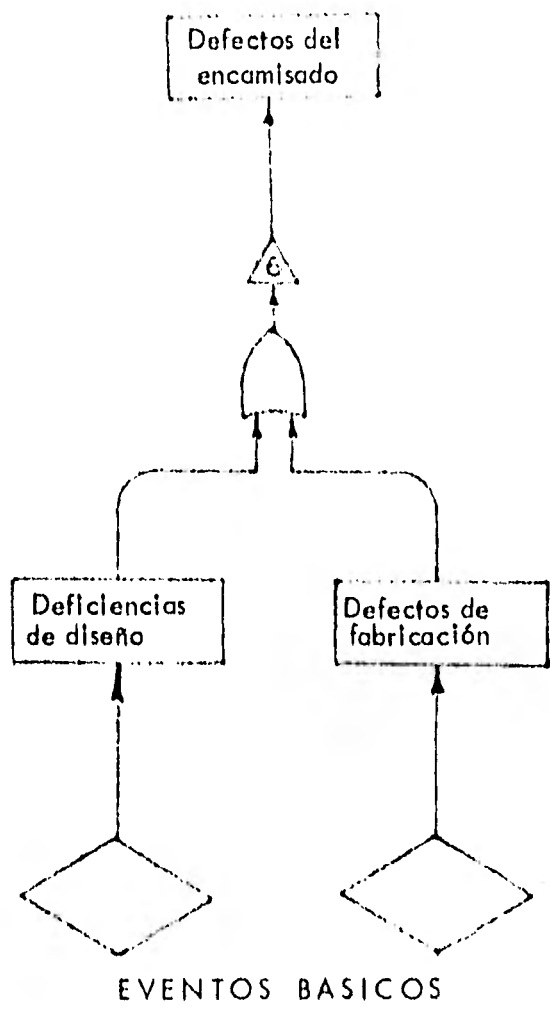 Defectos del
encamisado
6
Deficiencias
de diseño
Defectos de
fabricación
EVENTOS BASICOS